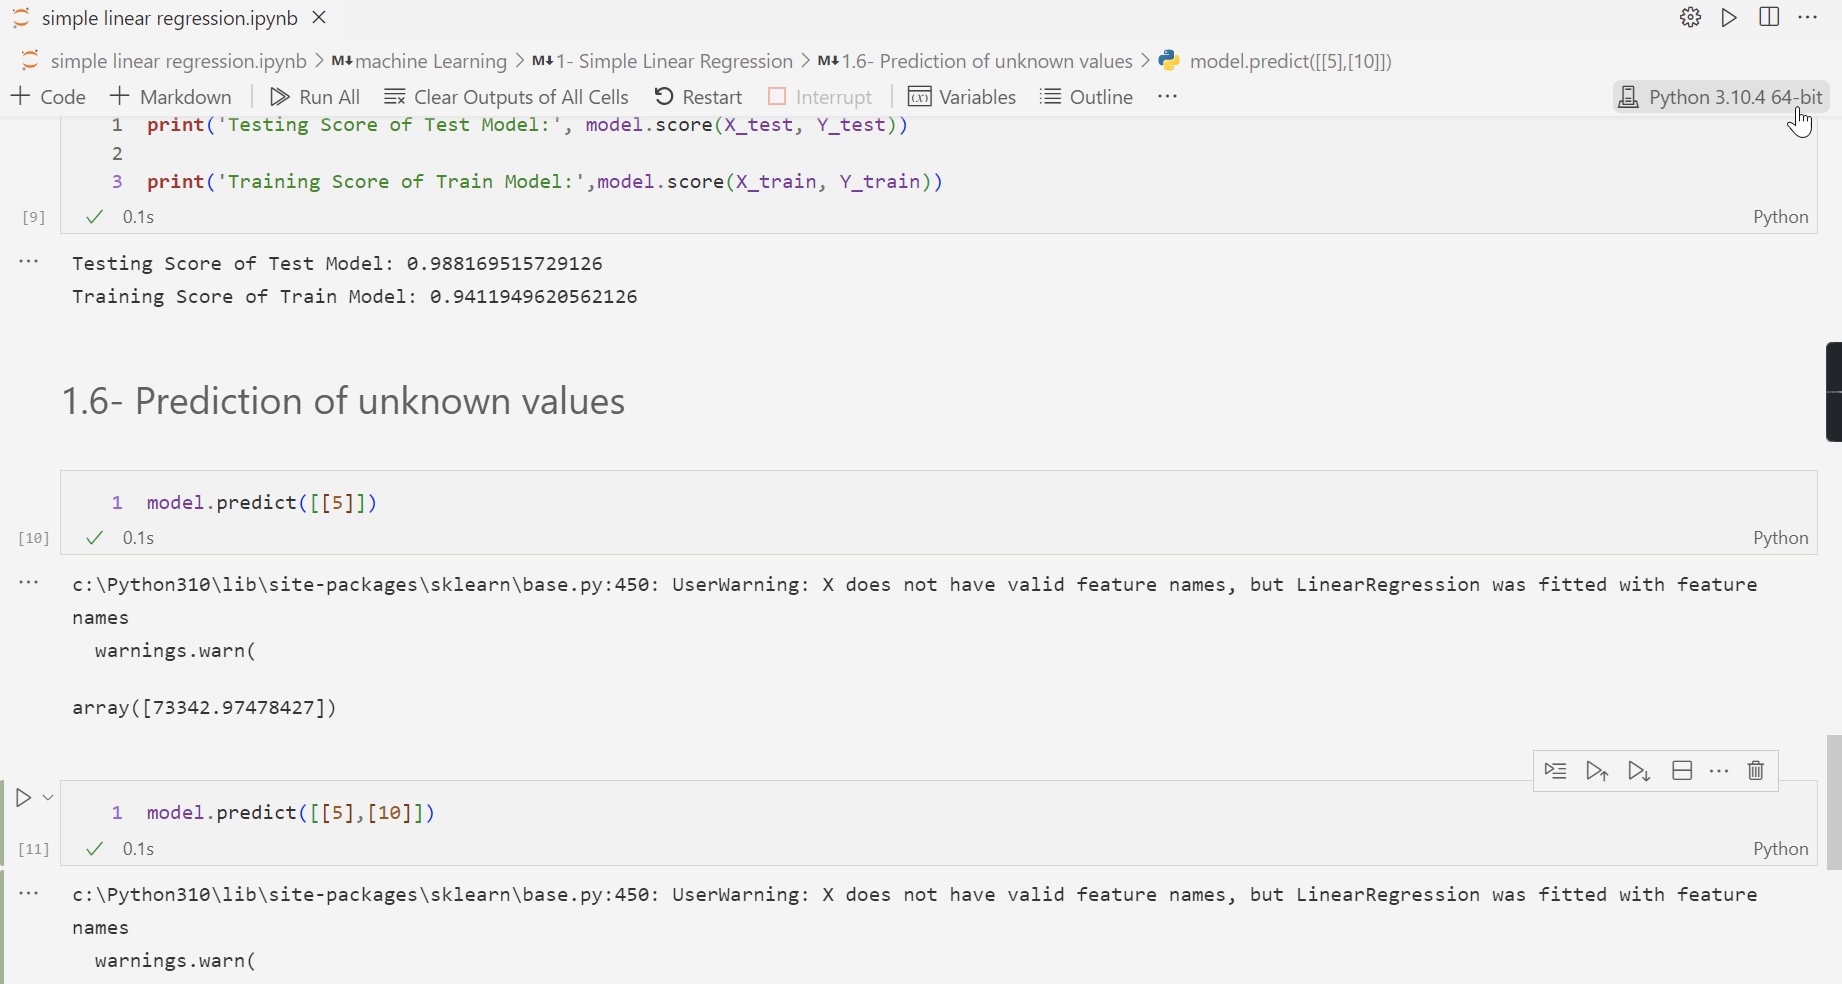 simple linear regression.ipynb
simple linear regression.ipynb > M↓machine Learning > M↓1- Simple Linear Regression > M↓1.6- Prediction of unknown values > model.predict([[5],[10]])
+ Code + Markdown | Run All Clear Outputs of All Cells Restart Interrupt | (x) Variables Outline ··· Python 3.10.4 64-bit
1 print('Testing Score of Test Model:', model.score(X_test, Y_test))
2
3 print('Training Score of Train Model:',model.score(X_train, Y_train))
[9] ✓ 0.1s Python
··· Testing Score of Test Model: 0.988169515729126
Training Score of Train Model: 0.9411949620562126
1.6- Prediction of unknown values
1 model.predict([[5]])
[10] ✓ 0.1s Python
··· c:\Python310\lib\site-packages\sklearn\base.py:450: UserWarning: X does not have valid feature names, but LinearRegression was fitted with feature
names
warnings.warn(
array([73342.97478427])
1 model.predict([[5],[10]])
[11] ✓ 0.1s Python
··· c:\Python310\lib\site-packages\sklearn\base.py:450: UserWarning: X does not have valid feature names, but LinearRegression was fitted with feature
names
warnings.warn(